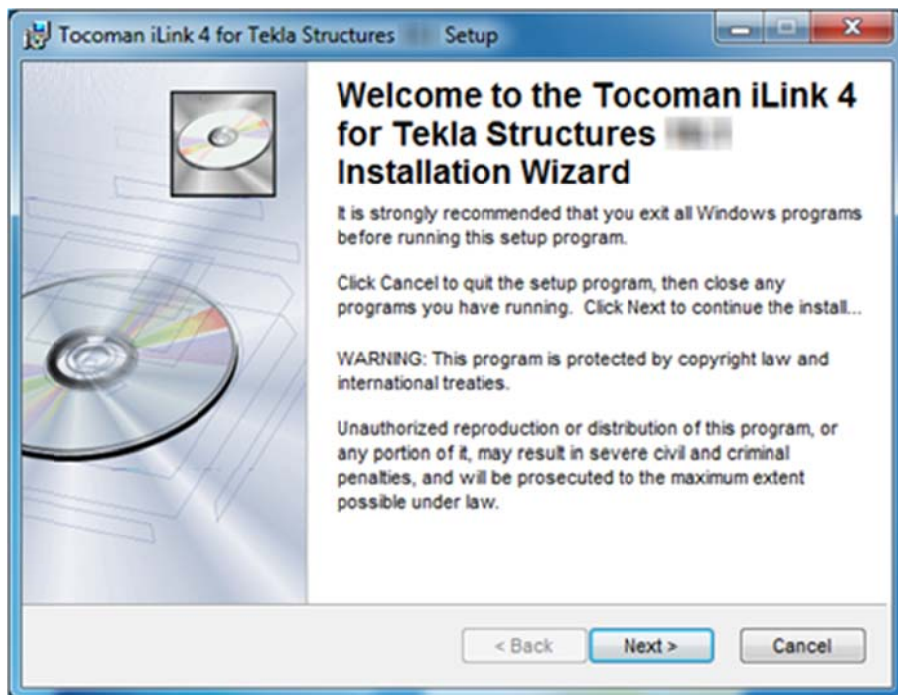 Tocoman iLink 4 for Tekla Structures Setup
Welcome to the Tocoman iLink 4
for Tekla Structures
Installation Wizard
It is strongly recommended that you exit all Windows programs
before running this setup program.
Click Cancel to quit the setup program, then close any
programs you have running. Click Next to continue the install...
WARNING: This program is protected by copyright law and
international treaties.
Unauthorized reproduction or distribution of this program, or
any portion of it, may result in severe civil and criminal
penalties, and will be prosecuted to the maximum extent
possible under law.
< Back Next > Cancel